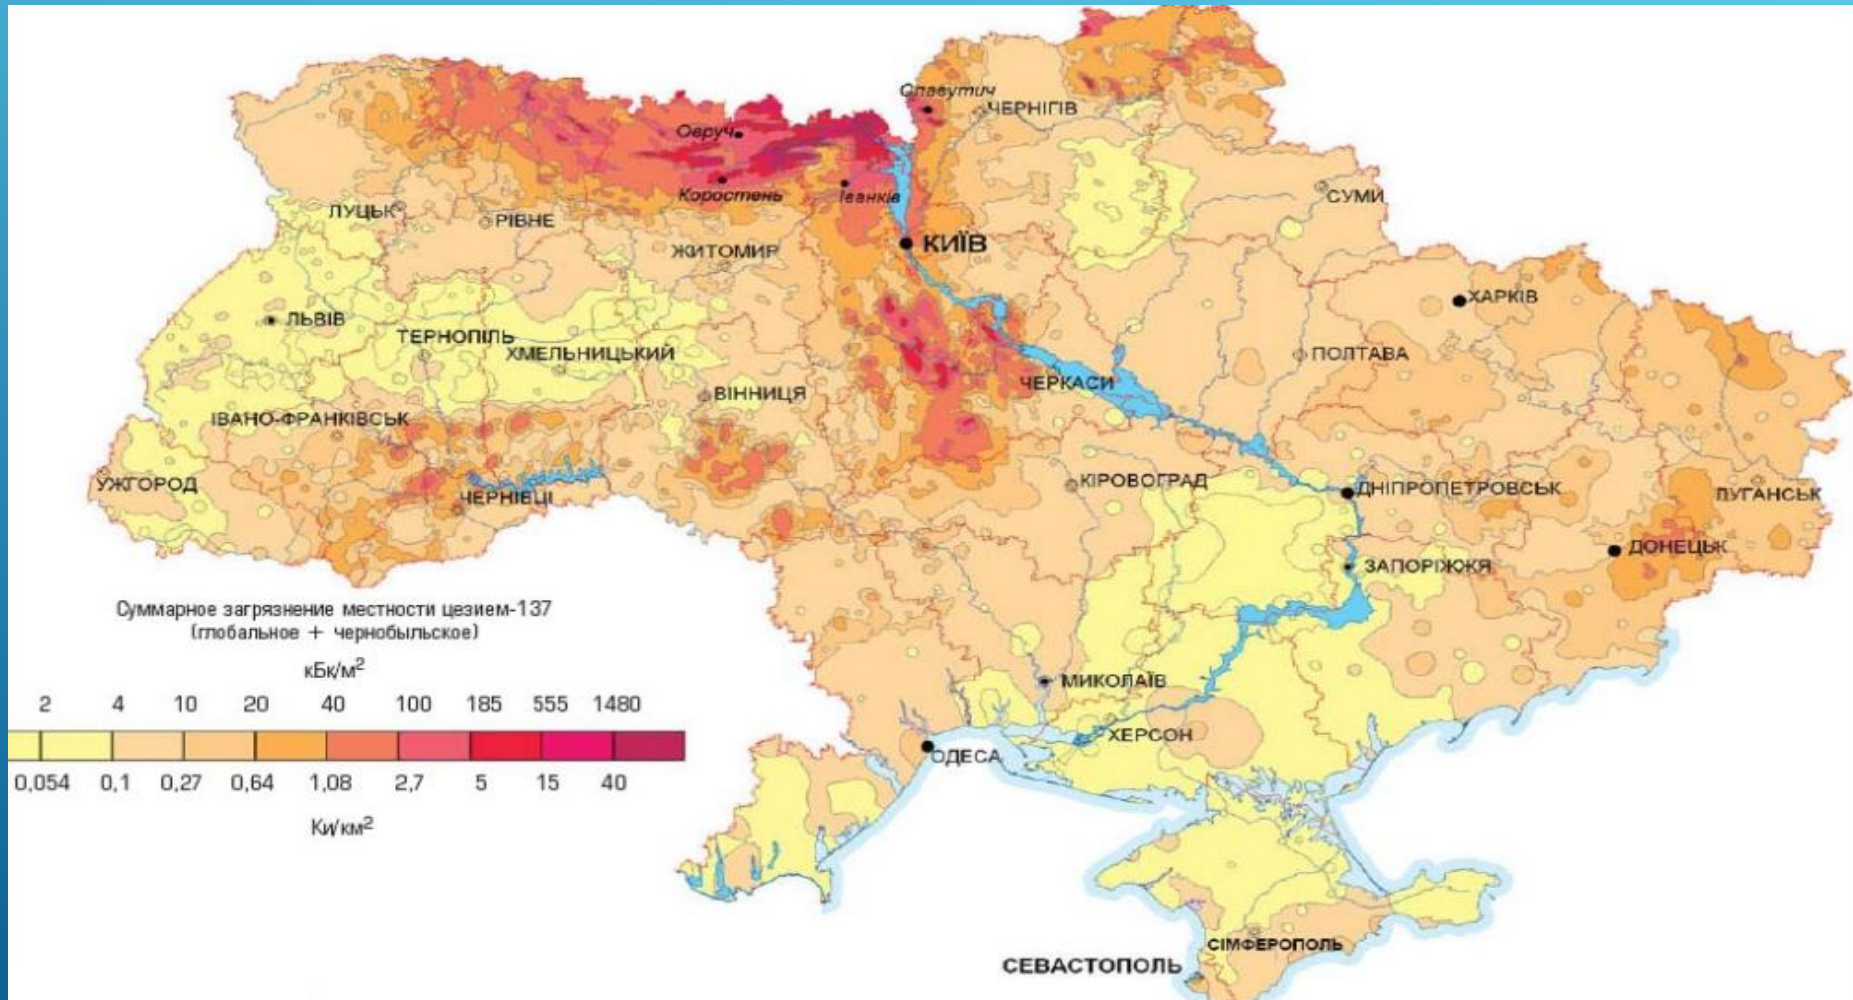 Славутич
ЧЕРНІГІВ
Овруч
Коростень
Іванків
СУМИ
ЛУЦЬК
РІВНЕ
ЖИТОМИР
КИЇВ
ХАРКІВ
ЛЬВІВ
ТЕРНОПІЛЬ
ХМЕЛЬНИЦЬКИЙ
ПОЛТАВА
ЧЕРКАСИ
ВІННИЦЯ
ІВАНО-ФРАНКІВСЬК
УЖГОРОД
ЧЕРНІВЦІ
КІРОВОГРАД
ДНІПРОПЕТРОВСЬК
ЛУГАНСЬК
ДОНЕЦЬК
ЗАПОРІЖЖЯ
Суммарное загрязнение местности цезием-137
(глобальное + чернобыльское)
кБк/м²
2 4 10 20 40 100 185 555 1480
0,054 0,1 0,27 0,64 1,08 2,7 5 15 40
Ки/км²
МИКОЛАЇВ
ХЕРСОН
ОДЕСА
СІМФЕРОПОЛЬ
СЕВАСТОПОЛЬ